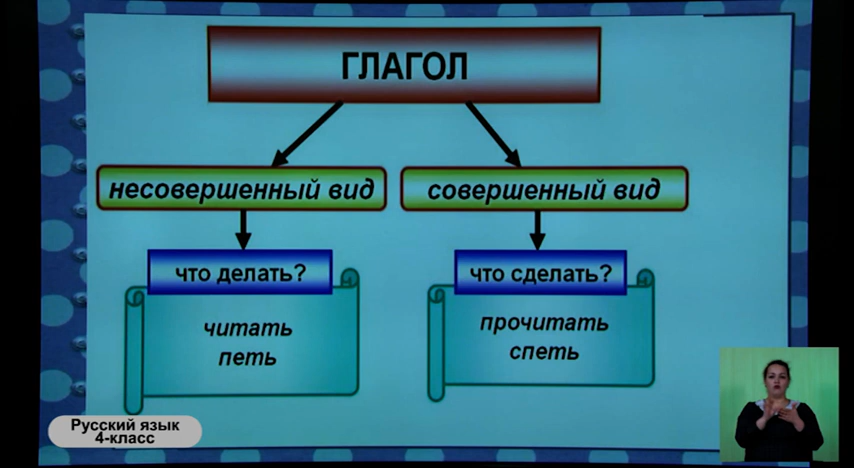 ГЛАГОЛ
несовершенный вид
совершенный вид
что делать?
что сделать?
читать
петь
прочитать
спеть
Русский язык
4-класс